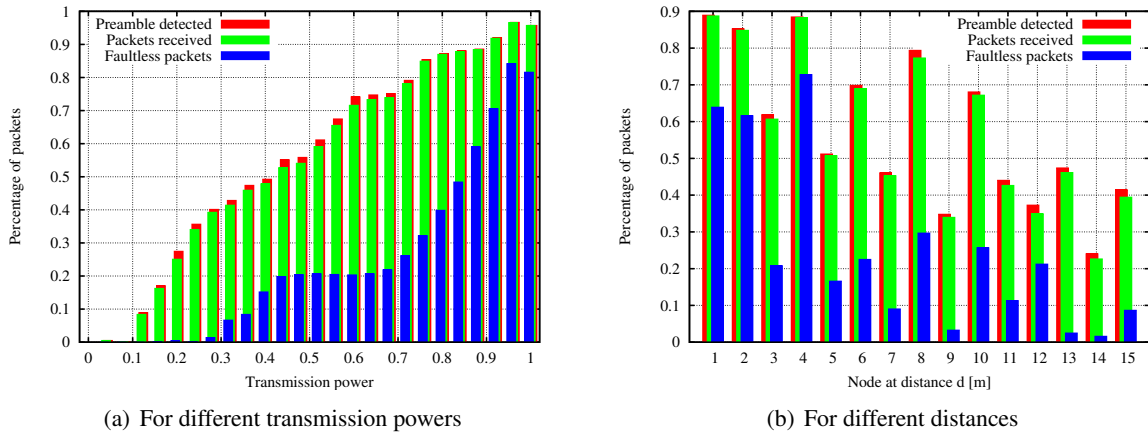 Percentage of packets
1
0.9
0.8
0.7
0.6
0.5
0.4
0.3
0.2
0.1
0
Preamble detected
Packets received
Faultless packets
0 0.1 0.2 0.3 0.4 0.5 0.6 0.7 0.8 0.9 1
Transmission power
(a) For different transmission powers
Percentage of packets
0.9
0.8
0.7
0.6
0.5
0.4
0.3
0.2
0.1
0
Preamble detected
Packets received
Faultless packets
1 2 3 4 5 6 7 8 9 10 11 12 13 14 15
Node at distance d [m]
(b) For different distances